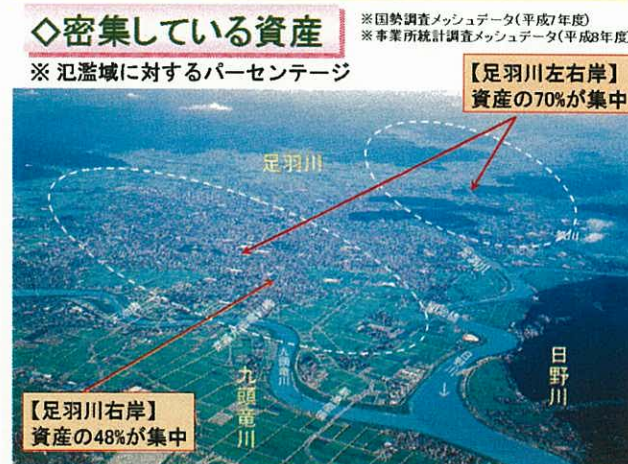 ◇密集している資産
※国勢調査メッシュデータ(平成7年度)
※事業所統計調査メッシュデータ(平成8年度)
※ 氾濫域に対するパーセンテージ
【足羽川左右岸】
資産の70%が集中
足羽川
日野川
九頭竜川
九頭竜川
【足羽川右岸】
資産の48%が集中